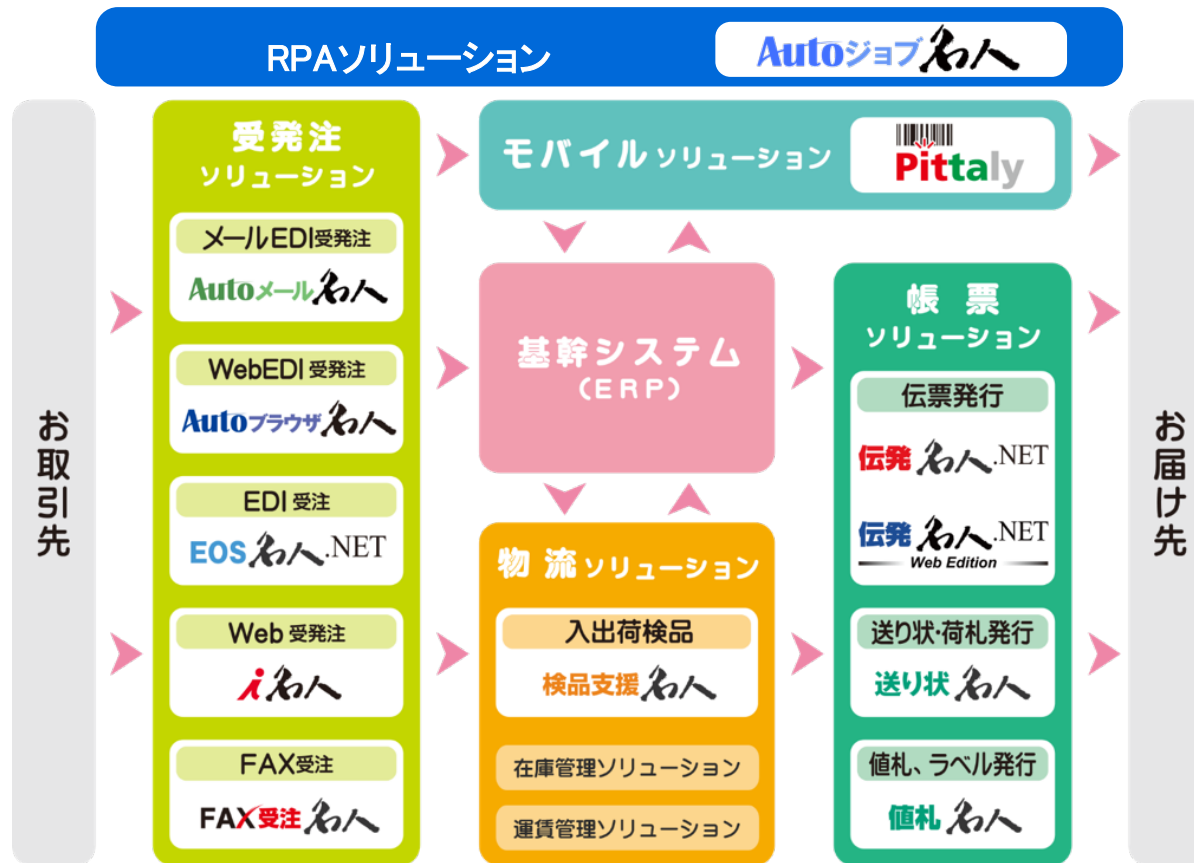 RPAソリューション
Autoジョブ名人
お取引先
受発注
ソリューション
メールEDI受発注
Autoメール名人
WebEDI 受発注
Autoブラウザ名人
EDI 受注
EOS名人.NET
Web 受発注
i名人
FAX受注
FAX受注名人
モバイル ソリューション
Pittaly
基幹システム
(ERP)
物流 ソリューション
入出荷検品
検品支援名人
在庫管理ソリューション
運賃管理ソリューション
帳票
ソリューション
伝票発行
伝発名人.NET
伝発名人.NET
Web Edition
送り状・荷札発行
送り状名人
値札、ラベル発行
値札名人
お届け先